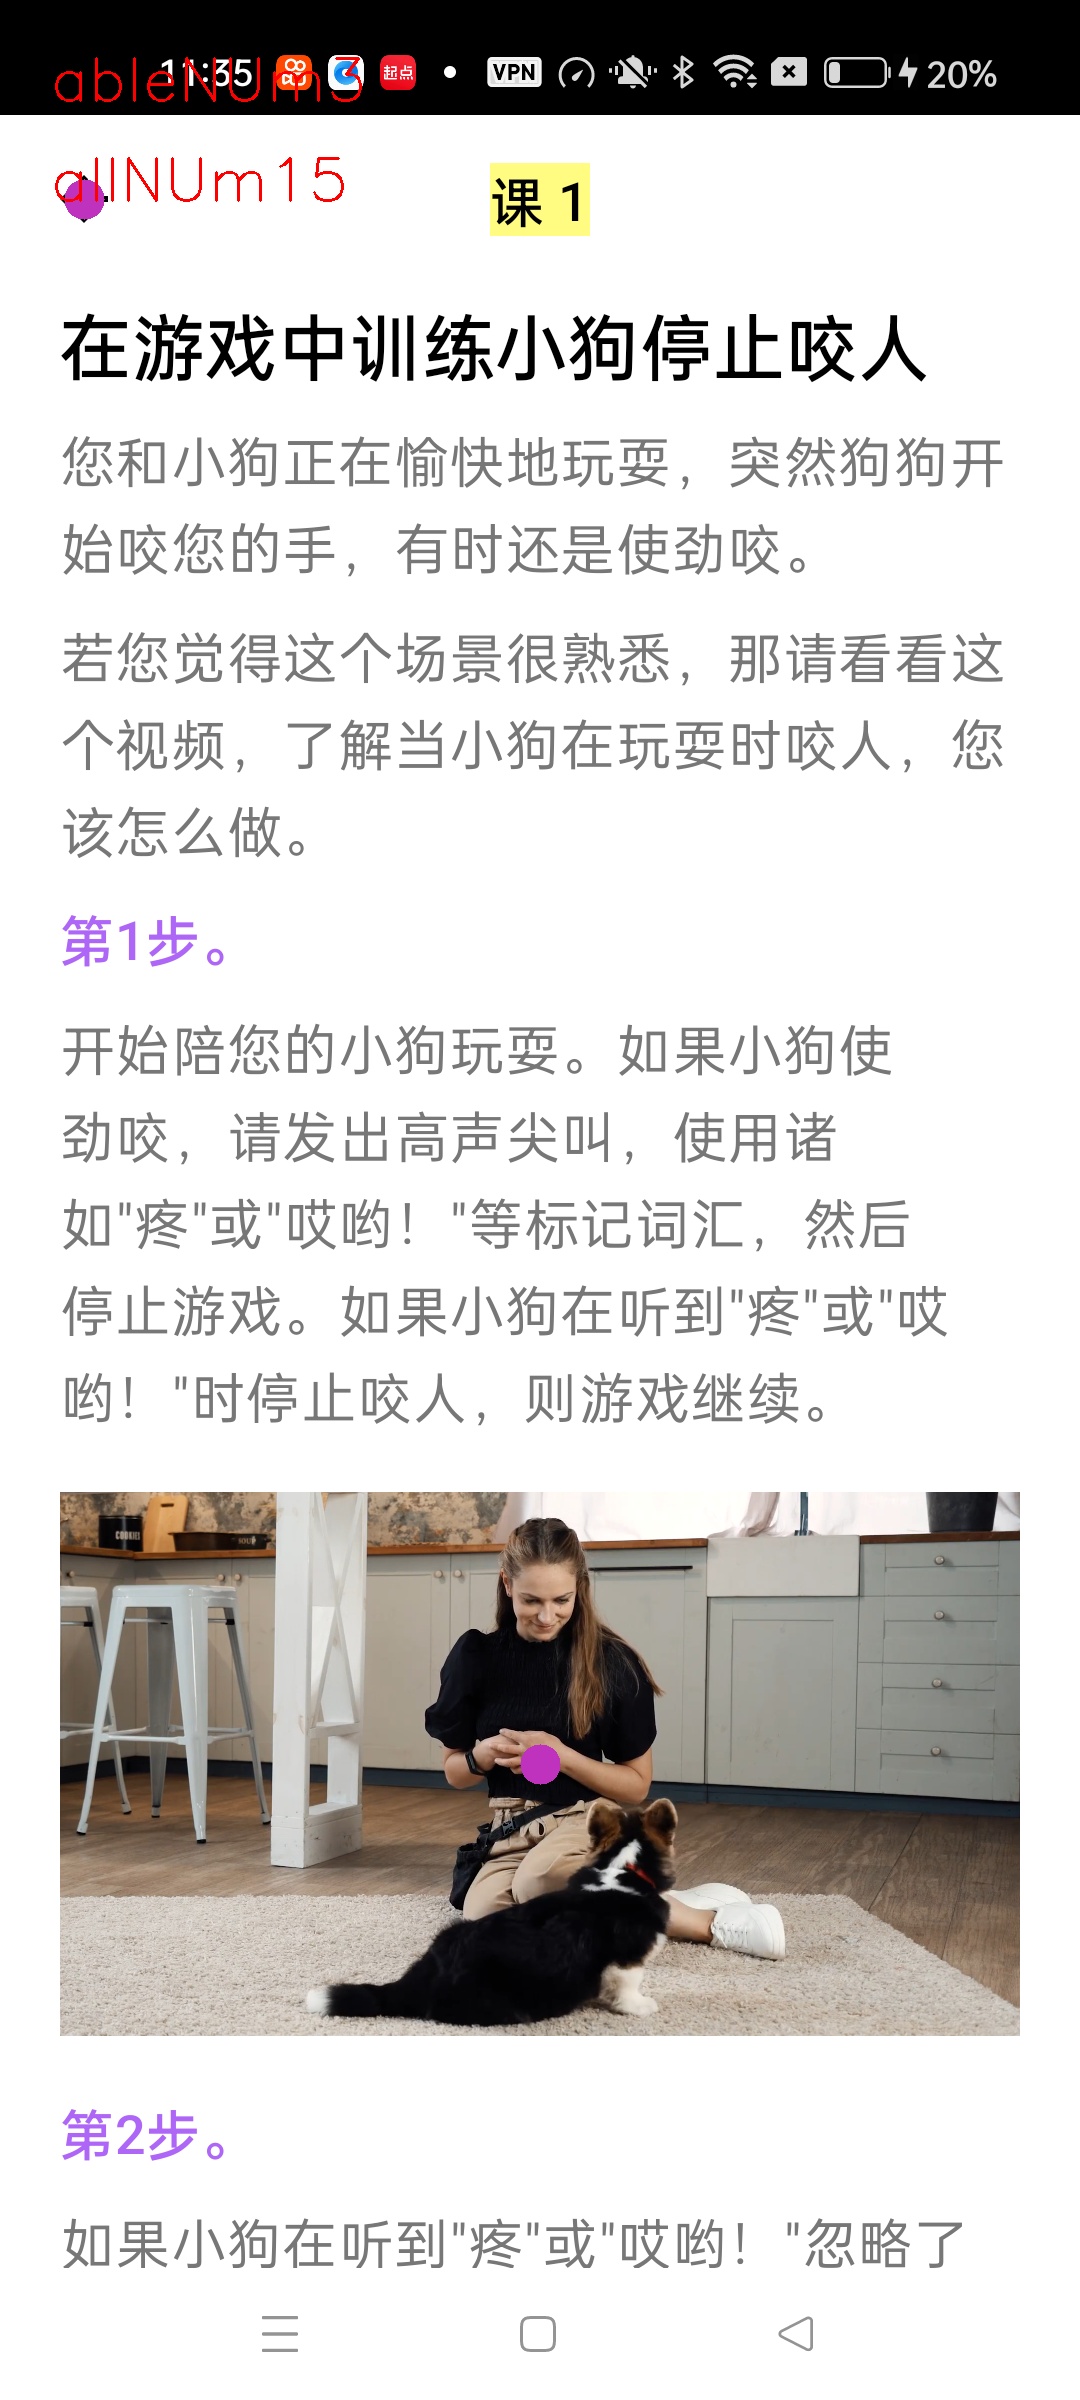 11:35 起点 VPN 20%
ableNUm3
allNUm15
课 1
在游戏中训练小狗停止咬人
您和小狗正在愉快地玩耍，突然狗狗开
始咬您的手，有时还是使劲咬。
若您觉得这个场景很熟悉，那请看看这
个视频，了解当小狗在玩耍时咬人，您
该怎么做。
第1步。
开始陪您的小狗玩耍。如果小狗使
劲咬，请发出高声尖叫，使用诸
如"疼"或"哎哟！"等标记词汇，然后
停止游戏。如果小狗在听到"疼"或"哎
哟！"时停止咬人，则游戏继续。
COOKIES
SOUP
第2步。
如果小狗在听到"疼"或"哎哟！"忽略了